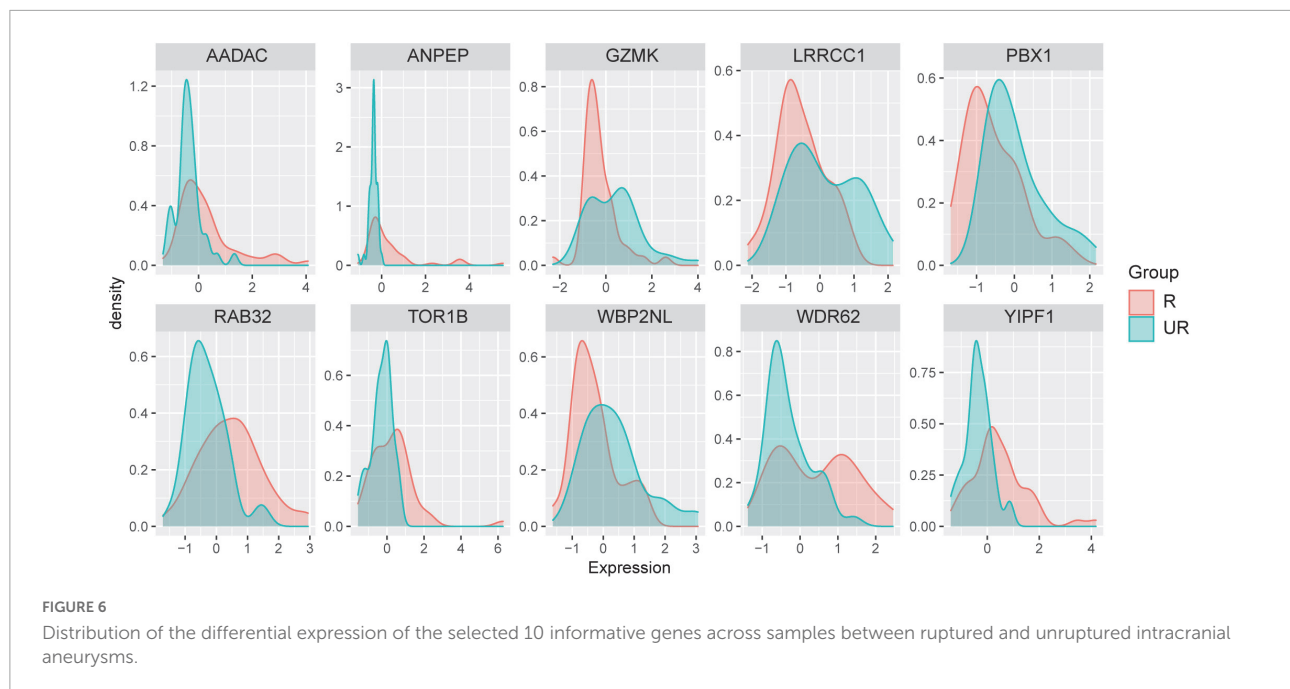 AADAC ANPEP GZMK LRRCC1 PBX1
1.2 0.9 0.6 0.4 0.0
3 2 1 0
0.8 0.6 0.4 0.2 0.0
0.6 0.4 0.2 0.0
0.6 0.4 0.2 0.0
0 2 4
0 2 4 6
−2 0 2 4
−2 −1 0 1 2
−1 0 1 2
density
RAB32 TOR1B WBP2NL WDR62 YIPF1
0.6 0.4 0.2 0.0
0.6 0.4 0.2 0.0
0.6 0.4 0.2 0.0
0.8 0.6 0.4 0.2 0.0
0.75 0.50 0.25 0.00
−1 0 1 2 3
0 2 4 6
−1 0 1 2 3
−1 0 1 2
0 2 4
Expression
Group
R
UR
FIGURE 6
Distribution of the differential expression of the selected 10 informative genes across samples between ruptured and unruptured intracranial
aneurysms.